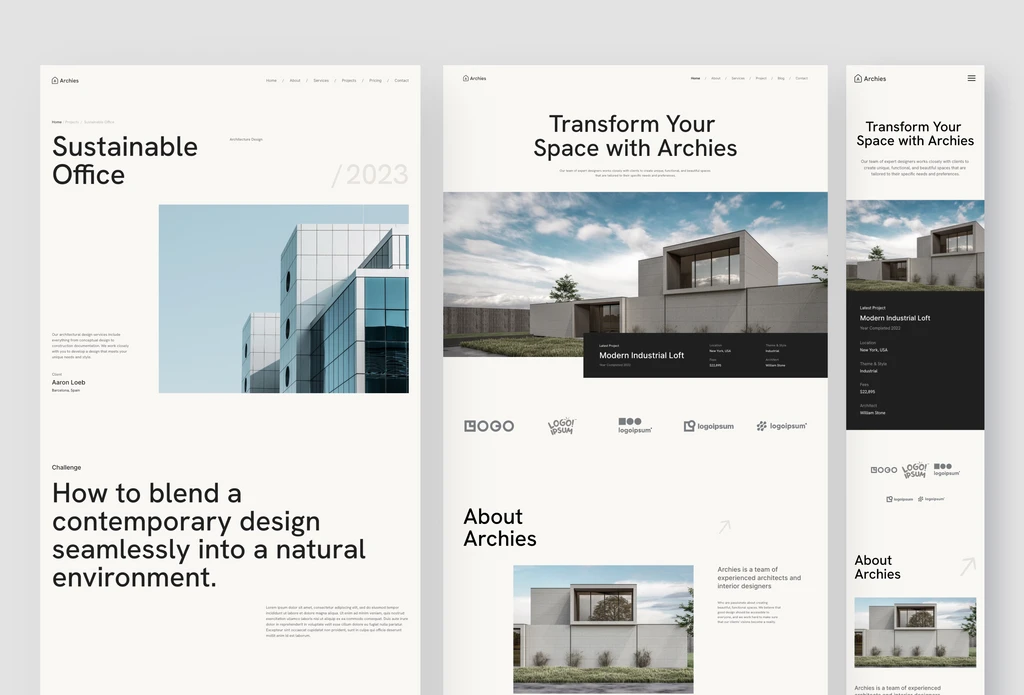 Archies
Home / About / Services / Projects / Pricing / Contact
Home / Projects / Sustainable Office
Sustainable
Office
Architecture Design
/ 2023
Our architectural design services include
everything from conceptual design to
construction documentation. We work closely
with you to develop a design that meets your
unique needs and style.
Client
Aaron Loeb
Barcelona, Spain
Challenge
How to blend a
contemporary design
seamlessly into a natural
environment.
Lorem ipsum dolor sit amet, consectetur adipiscing elit, sed do eiusmod tempor
incididunt ut labore et dolore magna aliqua. Ut enim ad minim veniam, quis nostrud
exercitation ullamco laboris nisi ut aliquip ex ea commodo consequat. Duis aute irure
dolor in reprehenderit in voluptate velit esse cillum dolore eu fugiat nulla pariatur.
Excepteur sint occaecat cupidatat non proident, sunt in culpa qui officia deserunt
mollit anim id est laborum.
Archies
Home / About / Services / Project / Blog / Contact
Transform Your
Space with Archies
Our team of expert designers works closely with clients to create unique, functional, and beautiful spaces
that are tailored to their specific needs and preferences.
Latest Project
Modern Industrial Loft
Year Completed 2022
Location
New York, USA
Theme & Style
Industrial
Fees
$22,895
Architect
William Stone
LOGO
LOGO!
IPSUM
logoipsum
logoipsum
logoipsum
About
Archies
Archies is a team of
experienced architects and
interior designers
Who are passionate about creating
beautiful, functional spaces. We believe that
great design should be accessible to
everyone, and we work hard to make
sure our clients' visions become a reality.
Archies
Transform Your
Space with Archies
Our team of expert designers works closely with clients to
create unique, functional, and beautiful spaces that are
tailored to their specific needs and preferences.
Latest Project
Modern Industrial Loft
Year Completed 2022
Location
New York, USA
Theme & Style
Industrial
Fees
$22,895
Architect
William Stone
LOGO
LOGO!
IPSUM
logoipsum
logoipsum
logoipsum
About
Archies
Archies is a team of experienced